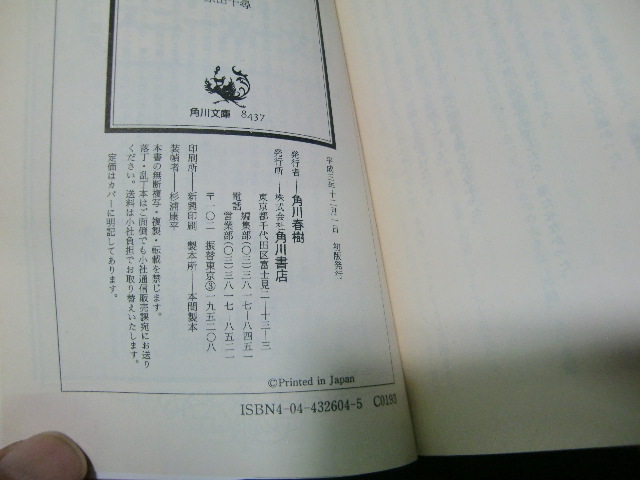 原田千尋
角川文庫 8437
平成三年十二月一日 初版発行
発行者──角川春樹
発行所──株式会社角川書店
東京都千代田区富士見二-十三-三
電話 編集部(〇三)三八一七-八四五一
営業部(〇三)三八一七-八五二一
〒一〇二 振替東京③一九五二〇八
印刷所──新興印刷 製本所──本間製本
装幀者──杉浦康平
本書の無断複写・複製・転載を禁じます。
落丁・乱丁本はご面倒でも小社通信販売課宛にお送り
ください。送料は小社負担でお取り替えいたします。
定価はカバーに明記してあります。
©Printed in Japan
ISBN4-04-432604-5 C0193